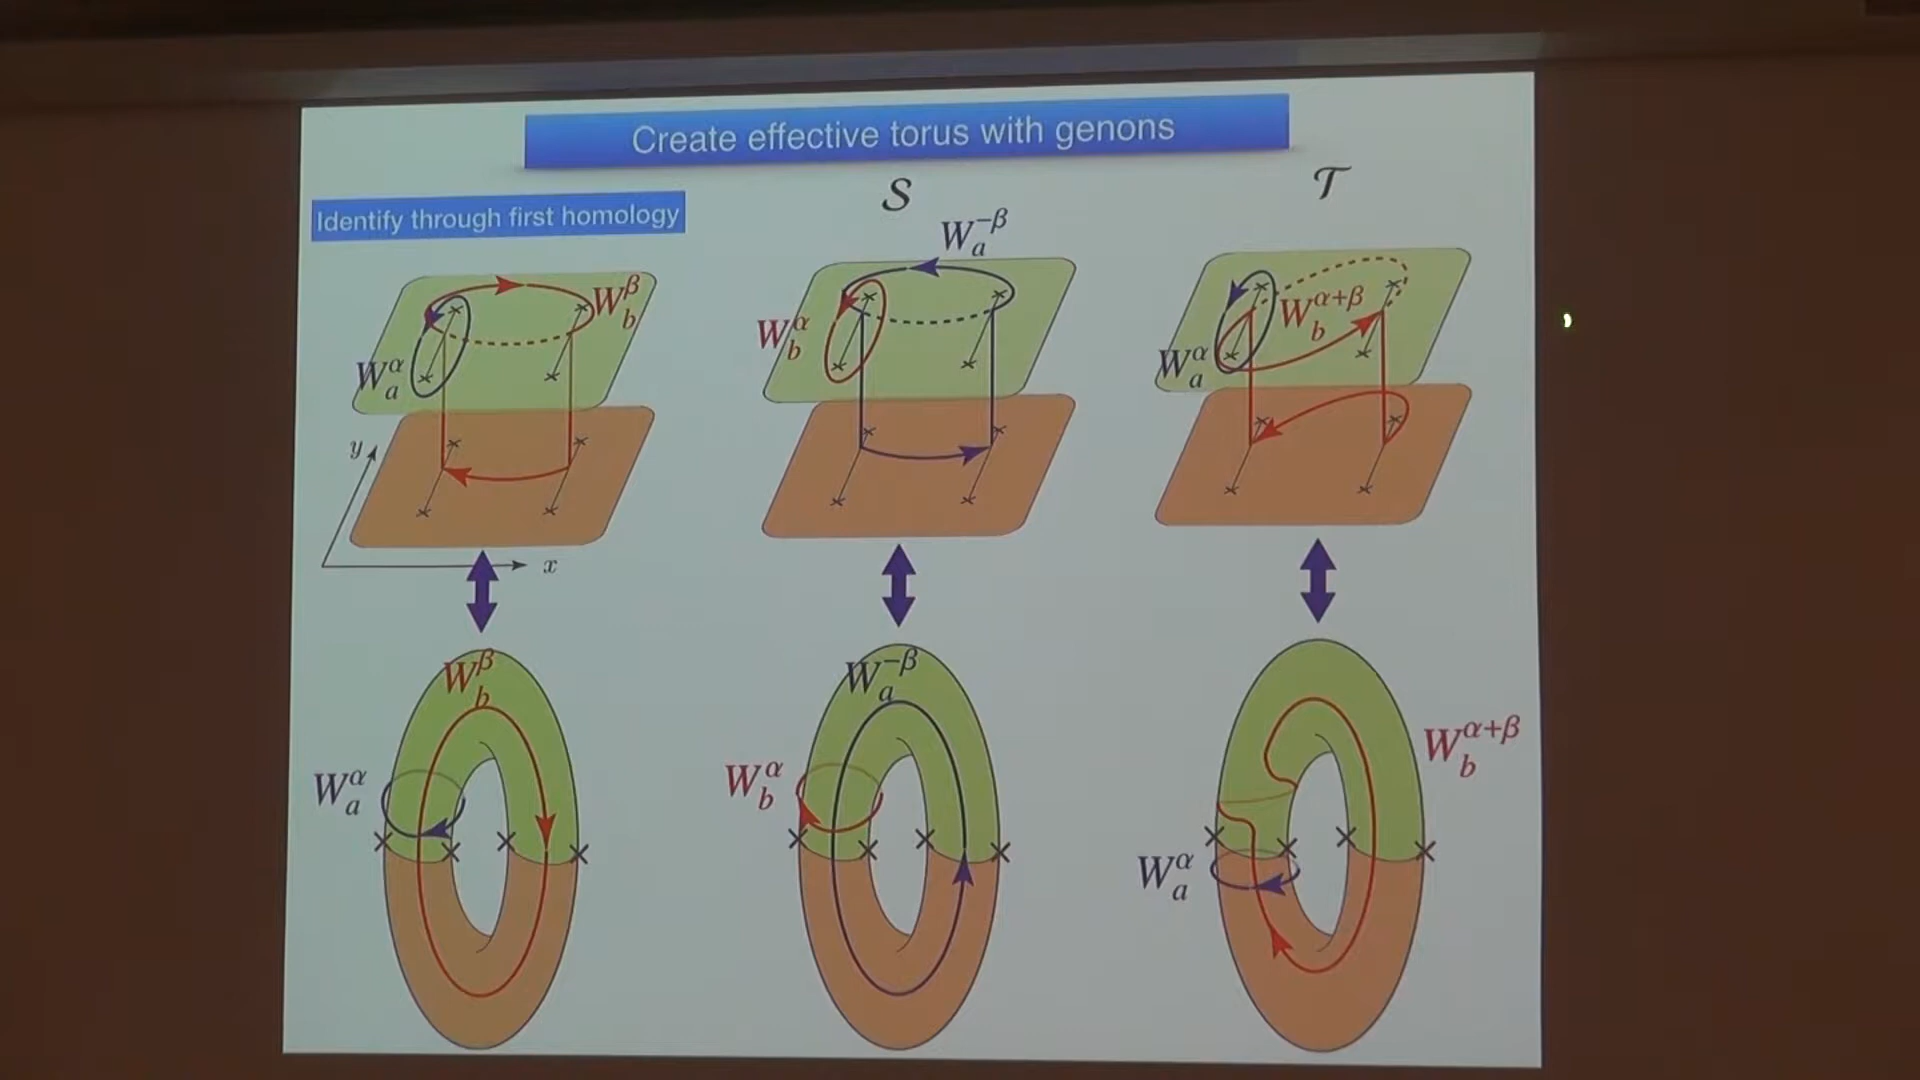 Create effective torus with genons
Identify through first homology
𝒮
𝒯
W_a^{-β}
W_b^β
W_a^α
W_b^α
W_b^{α+β}
W_a^α
y
x
W_b^β
W_a^α
W_a^{-β}
W_b^α
W_b^{α+β}
W_a^α